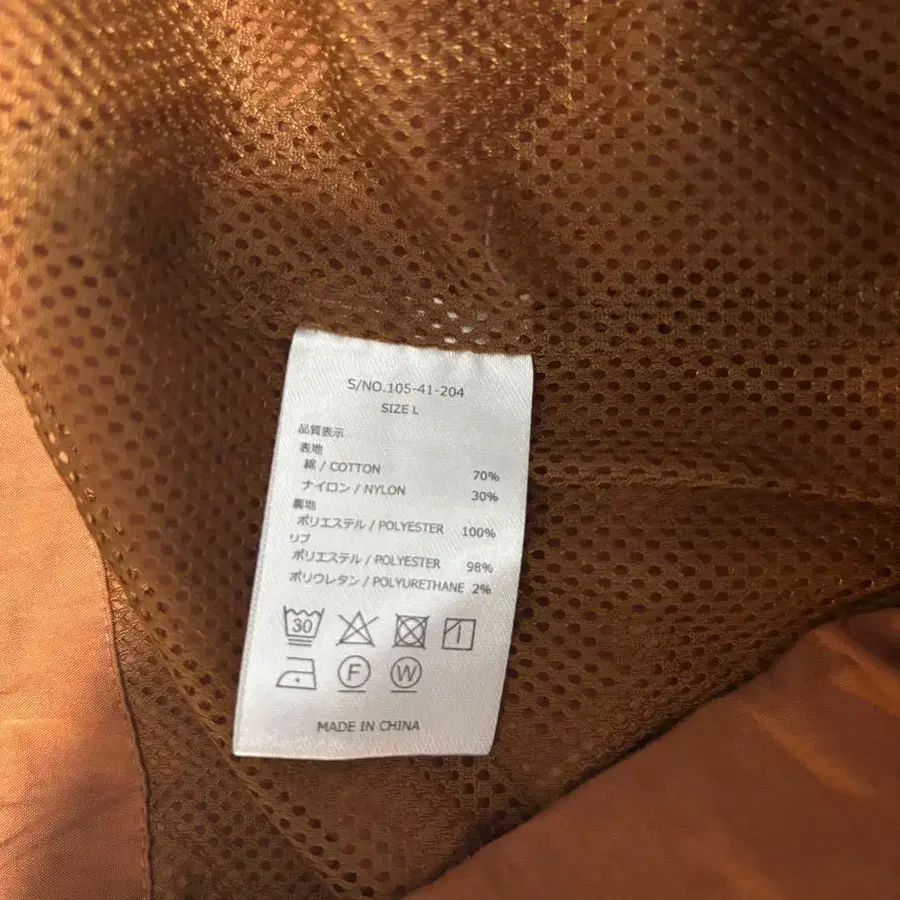 S/NO.105-41-204
SIZE L
品質表示
表地
綿 / COTTON 70%
ナイロン / NYLON 30%
裏地
ポリエステル / POLYESTER 100%
リブ
ポリエステル / POLYESTER 98%
ポリウレタン / POLYURETHANE 2%
30
F W
MADE IN CHINA